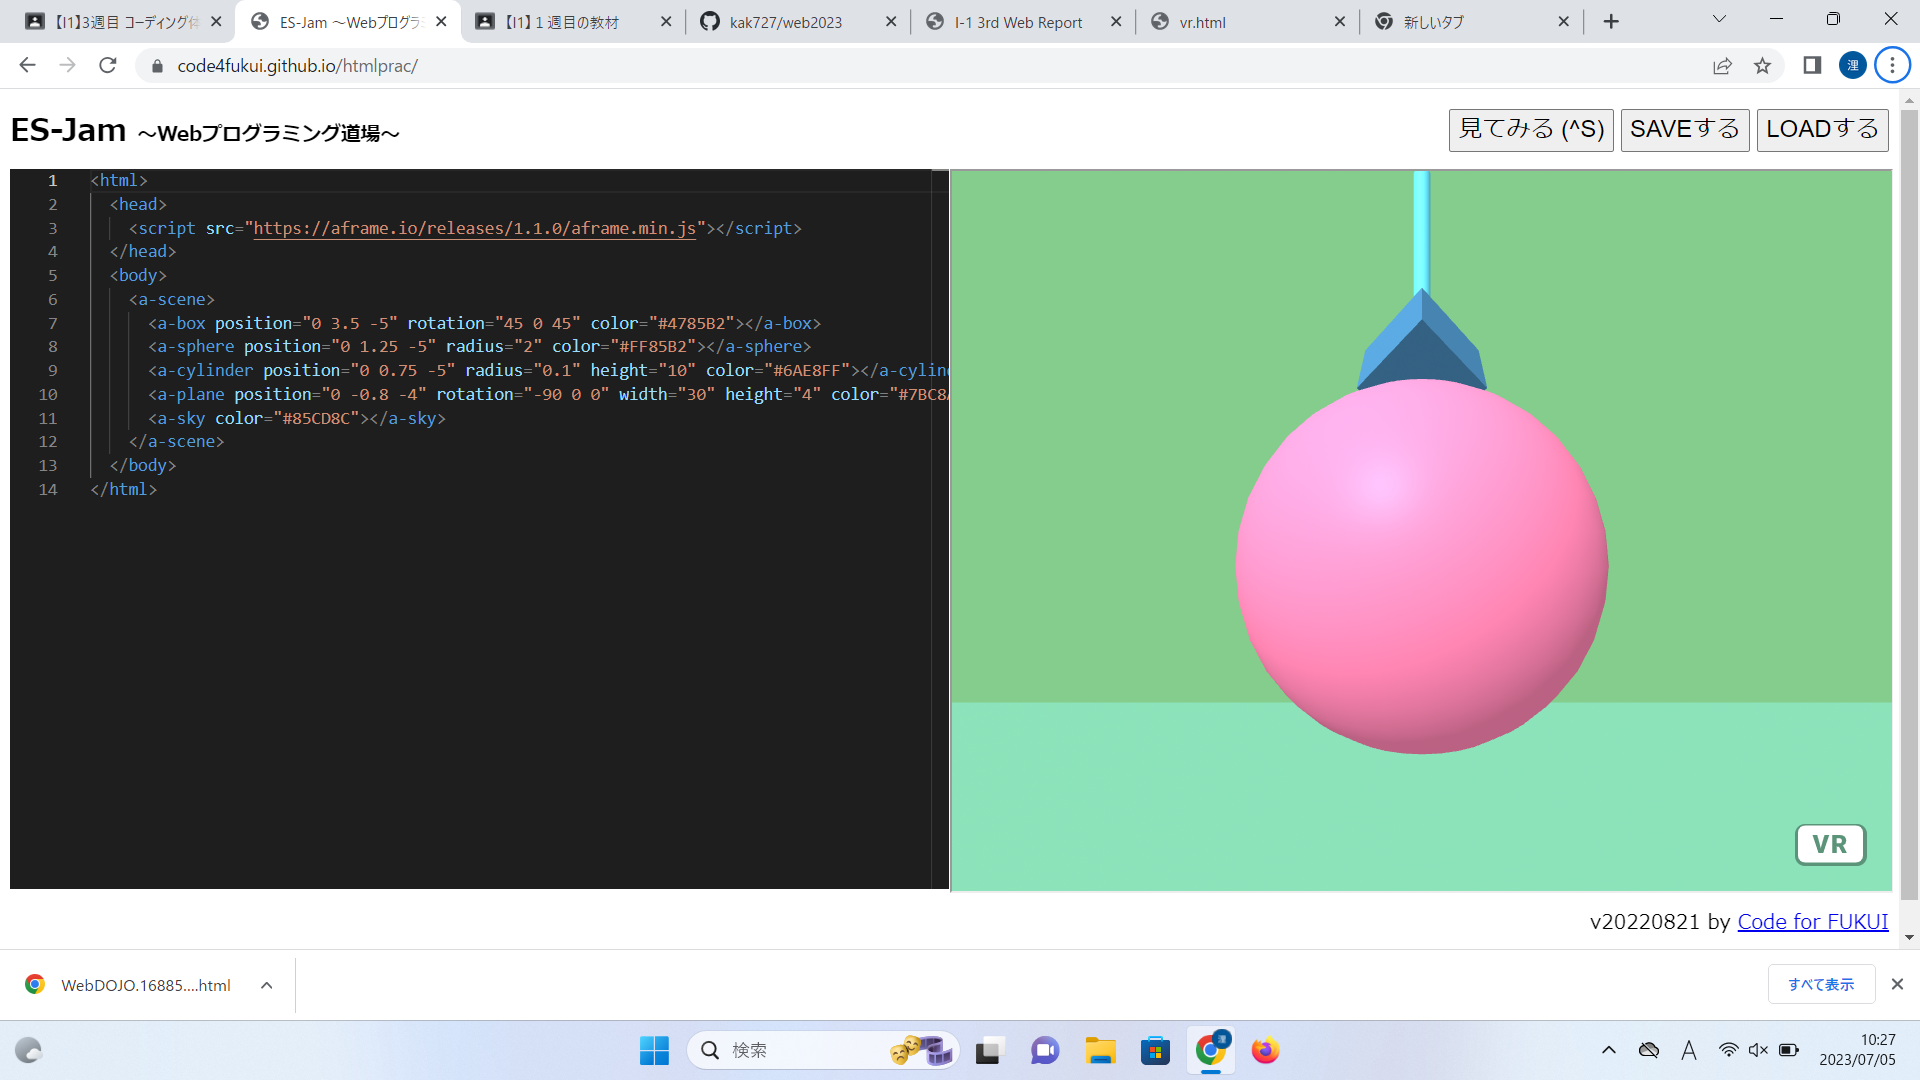 【I1】3週目 コーディング体
ES-Jam ～Webプログラミ
【I1】１週目の教材
kak727/web2023
I-1 3rd Web Report
vr.html
新しいタブ
code4fukui.github.io/htmlprac/
浬
ES-Jam ～Webプログラミング道場～
見てみる (^S)
SAVEする
LOADする
1 <html>
2 <head>
3 <script src="https://aframe.io/releases/1.1.0/aframe.min.js"></script>
4 </head>
5 <body>
6 <a-scene>
7 <a-box position="0 3.5 -5" rotation="45 0 45" color="#4785B2"></a-box>
8 <a-sphere position="0 1.25 -5" radius="2" color="#FF85B2"></a-sphere>
9 <a-cylinder position="0 0.75 -5" radius="0.1" height="10" color="#6AE8FF"></a-cylin
10 <a-plane position="0 -0.8 -4" rotation="-90 0 0" width="30" height="4" color="#7BC8
11 <a-sky color="#85CD8C"></a-sky>
12 </a-scene>
13 </body>
14 </html>
VR
v20220821 by Code for FUKUI
WebDOJO.16885....html
すべて表示
検索
A
10:27
2023/07/05